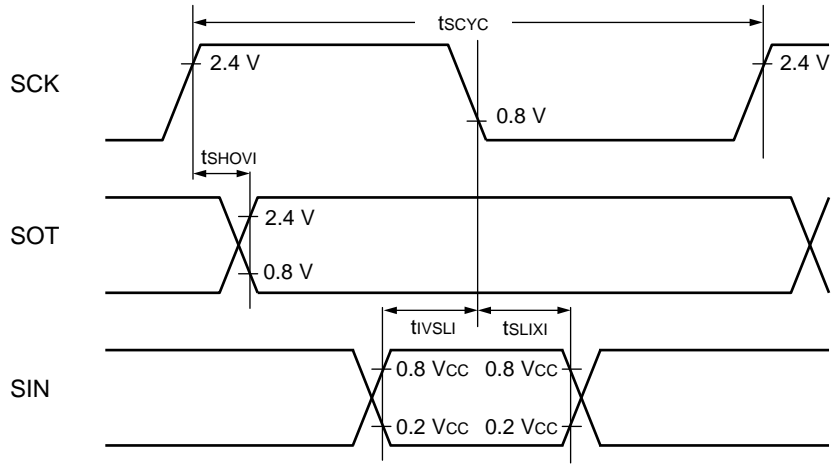 tSCYC
SCK
2.4 V
2.4 V
0.8 V
tSHOVI
SOT
2.4 V
0.8 V
tIVSLI tSLIXI
SIN
0.8 VCC 0.8 VCC
0.2 VCC 0.2 VCC